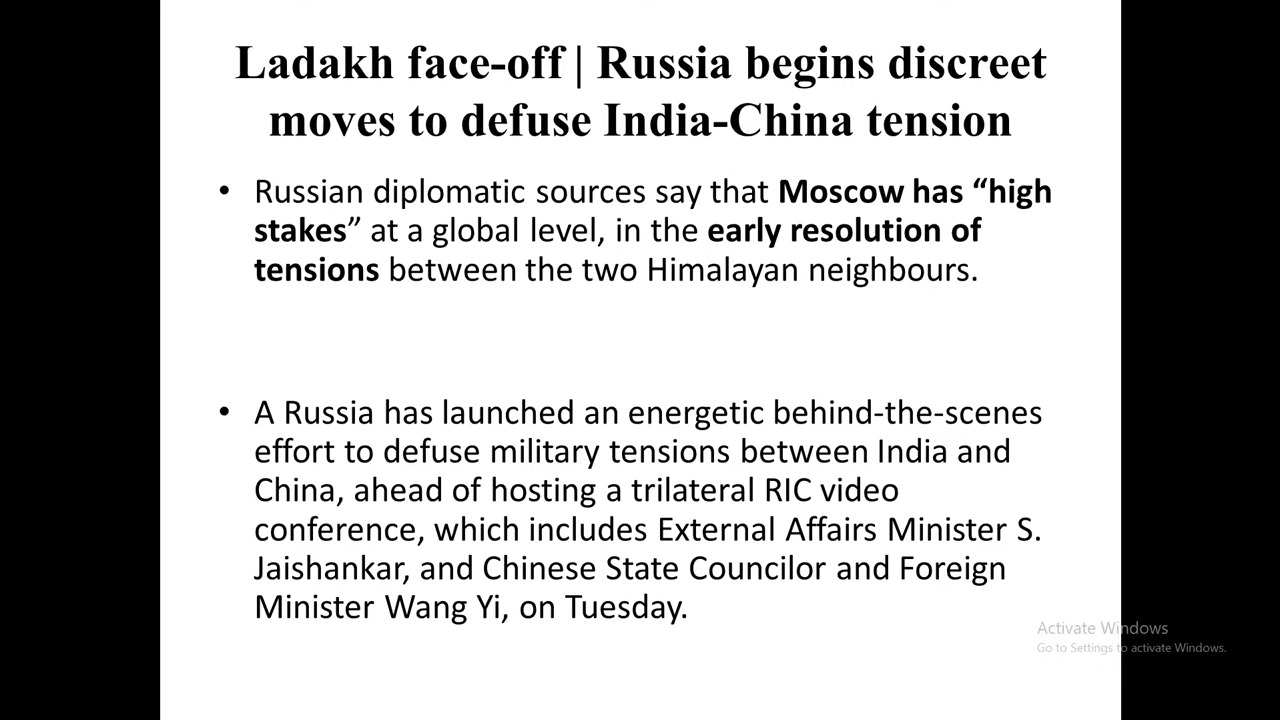 Ladakh face-off | Russia begins discreet
moves to defuse India-China tension
• Russian diplomatic sources say that Moscow has “high
stakes” at a global level, in the early resolution of
tensions between the two Himalayan neighbours.
• A Russia has launched an energetic behind-the-scenes
effort to defuse military tensions between India and
China, ahead of hosting a trilateral RIC video
conference, which includes External Affairs Minister S.
Jaishankar, and Chinese State Councilor and Foreign
Minister Wang Yi, on Tuesday.
Activate Windows
Go to Settings to activate Windows.